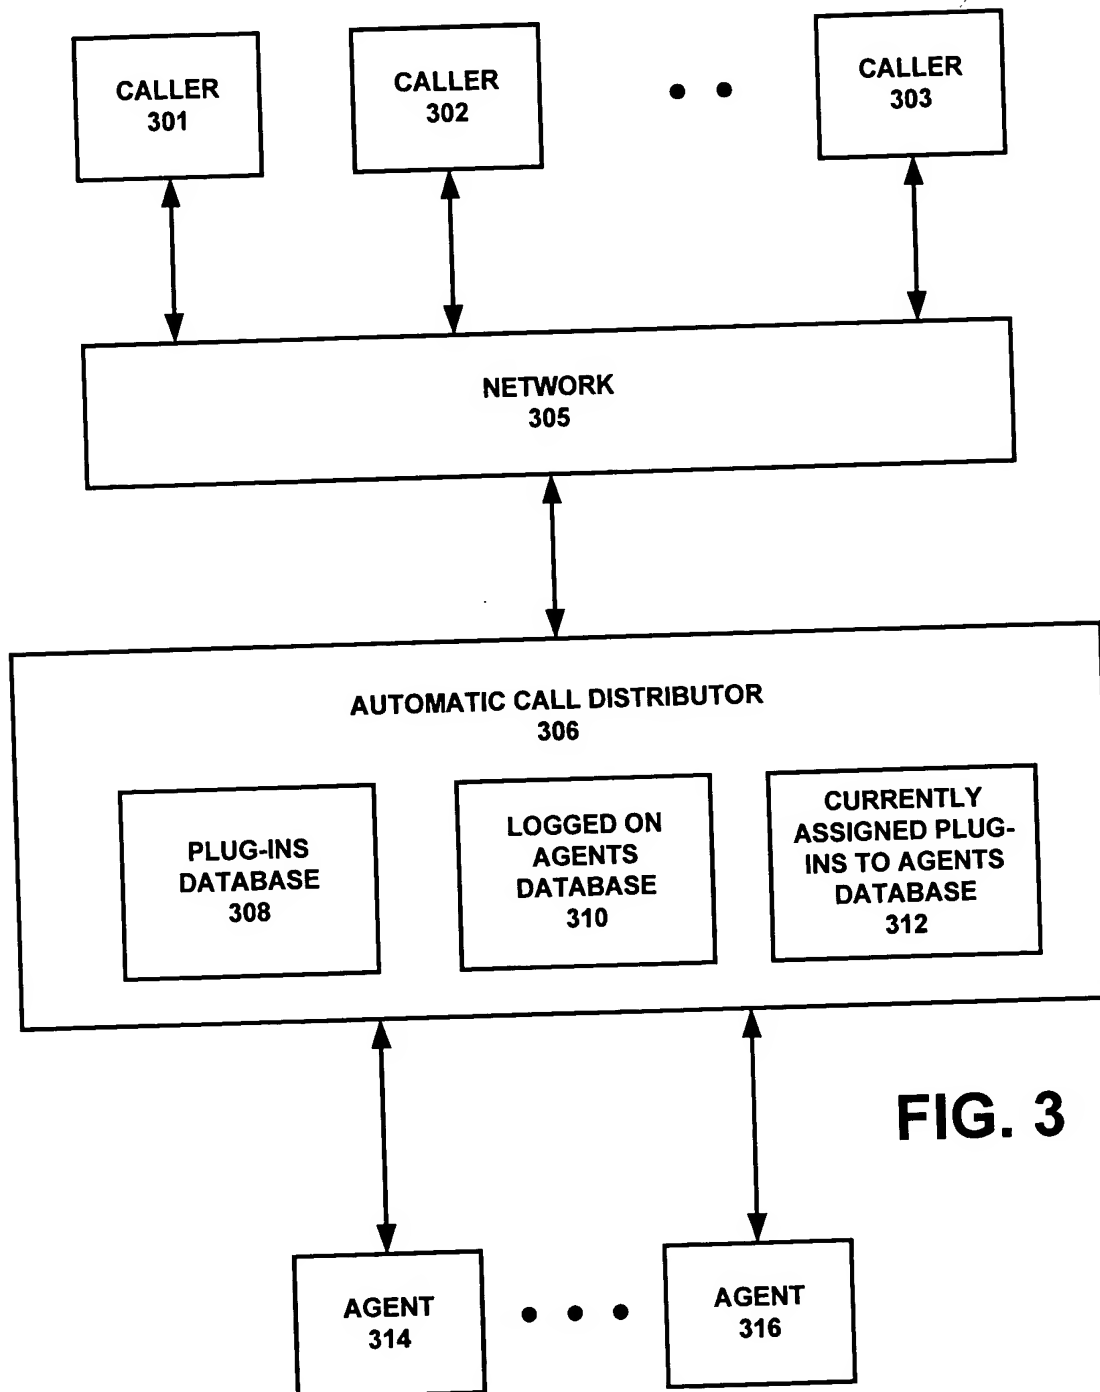 CALLER
301
CALLER
302
CALLER
303
NETWORK
305
AUTOMATIC CALL DISTRIBUTOR
306
PLUG-INS
DATABASE
308
LOGGED ON
AGENTS
DATABASE
310
CURRENTLY
ASSIGNED PLUG-
INS TO AGENTS
DATABASE
312
FIG. 3
AGENT
314
AGENT
316